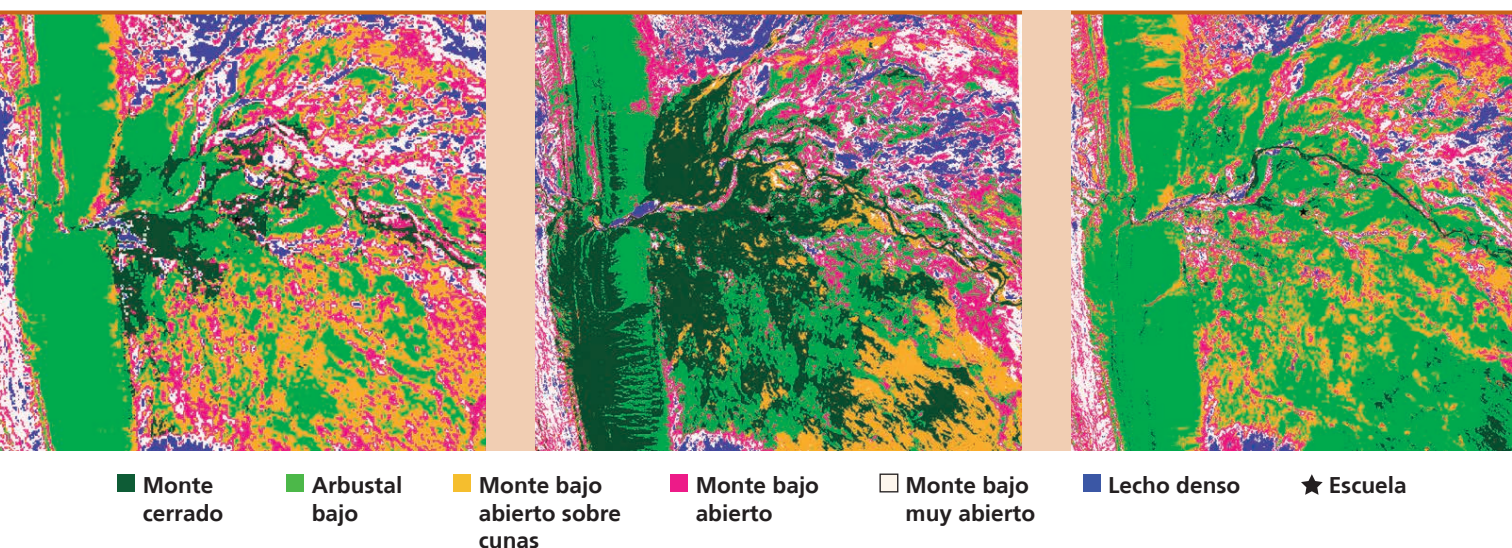 Monte
cerrado
Arbustal
bajo
Monte bajo
abierto sobre
cunas
Monte bajo
abierto
Monte bajo
muy abierto
Lecho denso
Escuela